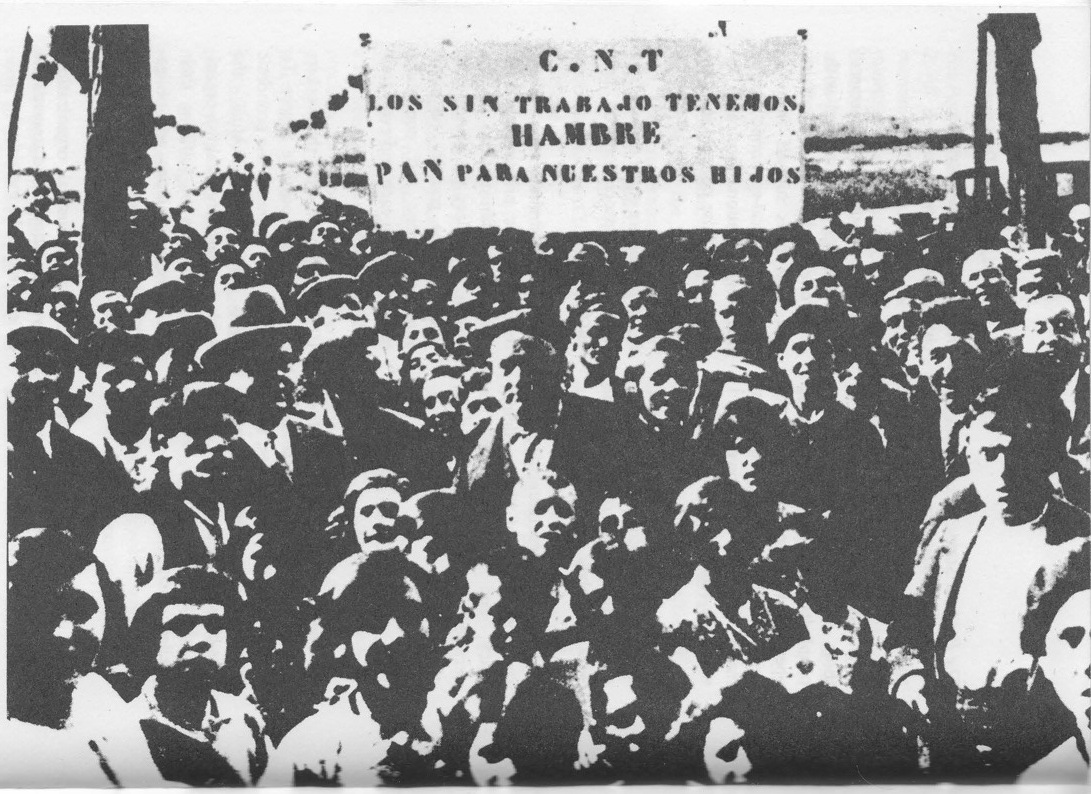 C.N.T
LOS SIN TRABAJO TENEMOS
HAMBRE
PAN PARA NUESTROS HIJOS